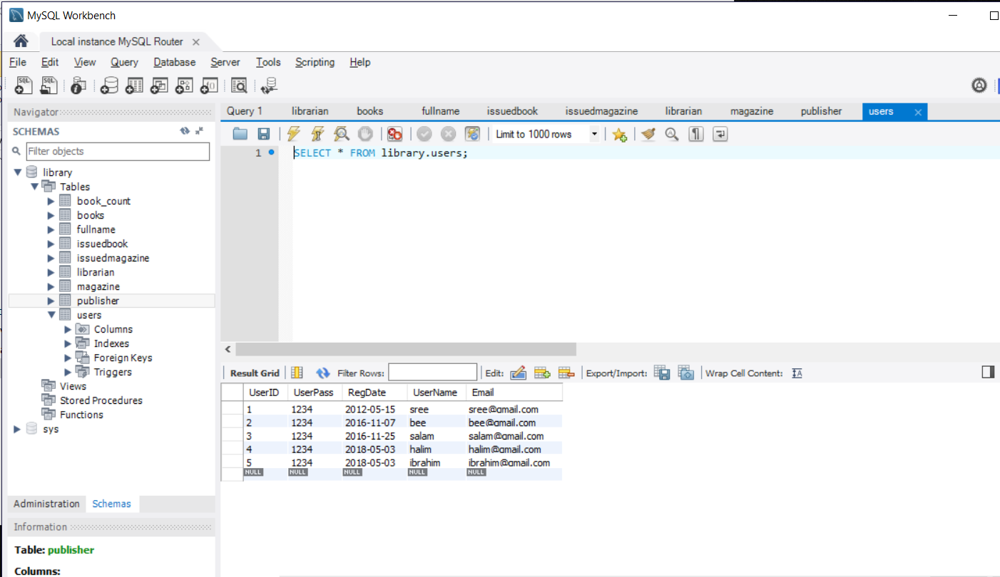 MySQL Workbench
Local instance MySQL Router
File Edit View Query Database Server Tools Scripting Help
Navigator
SCHEMAS
Filter objects
library
Tables
book_count
books
fullname
issuedbook
issuedmagazine
librarian
magazine
publisher
users
Columns
Indexes
Foreign Keys
Triggers
Views
Stored Procedures
Functions
sys
Administration Schemas
Information
Table: publisher
Columns:
Query 1 librarian books fullname issuedbook issuedmagazine librarian magazine publisher users
Limit to 1000 rows
1 SELECT * FROM library.users;
Result Grid Filter Rows: Edit: Export/Import: Wrap Cell Content:
UserID UserPass RegDate UserName Email
1 1234 2012-05-15 sree sree@gmail.com
2 1234 2016-11-07 bee bee@gmail.com
3 1234 2016-11-25 salam salam@gmail.com
4 1234 2018-05-03 halim halim@gmail.com
5 1234 2018-05-03 ibrahim ibrahim@gmail.com
NULL NULL NULL NULL NULL